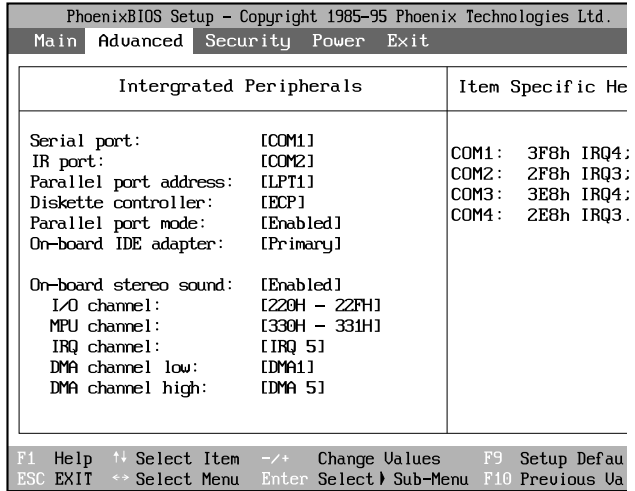 PhoenixBIOS Setup – Copyright 1985-95 Phoenix Technologies Ltd.
Main Advanced Security Power Exit
Intergrated Peripherals
Item Specific He
Serial port: [COM1]
IR port: [COM2]
Parallel port address: [LPT1]
Diskette controller: [ECP]
Parallel port mode: [Enabled]
On-board IDE adapter: [Primary]
On-board stereo sound: [Enabled]
I/O channel: [220H – 22FH]
MPU channel: [330H – 331H]
IRQ channel: [IRQ 5]
DMA channel low: [DMA1]
DMA channel high: [DMA 5]
COM1: 3F8h IRQ4;
COM2: 2F8h IRQ3;
COM3: 3E8h IRQ4;
COM4: 2E8h IRQ3.
F1 Help ↑↓ Select Item -/+ Change Values F9 Setup Defau
ESC EXIT ↔ Select Menu Enter Select ▶ Sub-Menu F10 Previous Va